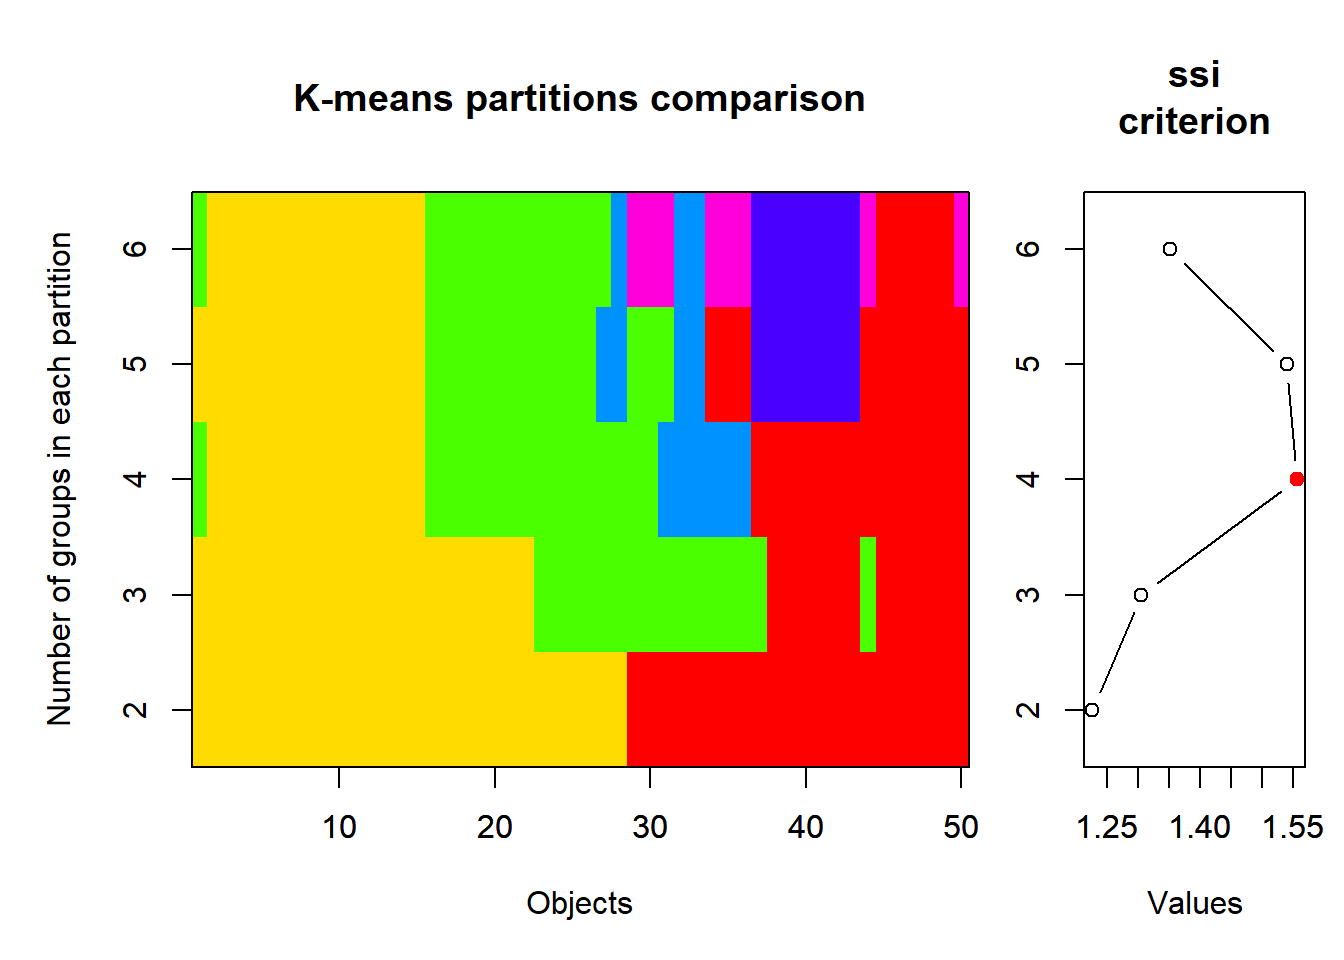 K-means partitions comparison
ssi
criterion
Number of groups in each partition
6
5
4
3
2
10 20 30 40 50
Objects
6
5
4
3
2
1.25 1.40 1.55
Values